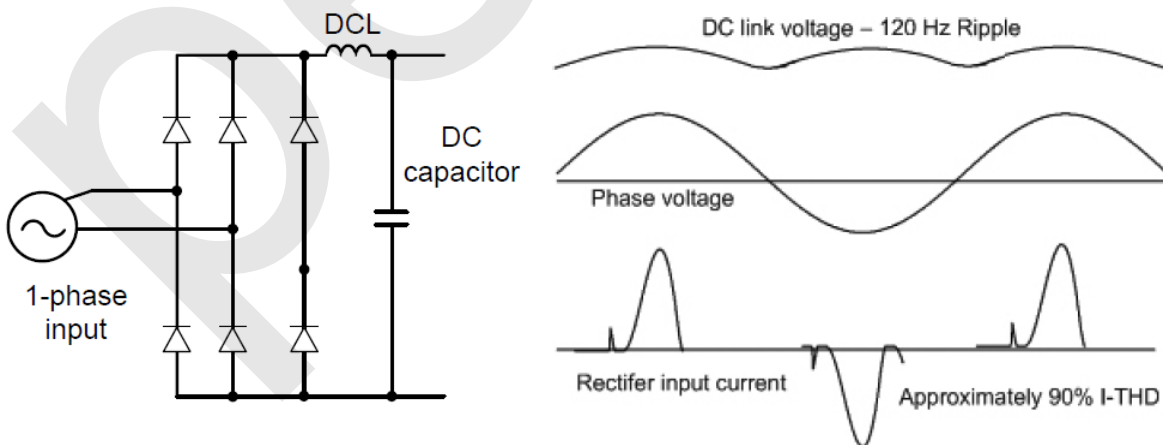 DCL
DC
capacitor
1-phase
input
DC link voltage – 120 Hz Ripple
Phase voltage
Rectifer input current
Approximately 90% I-THD